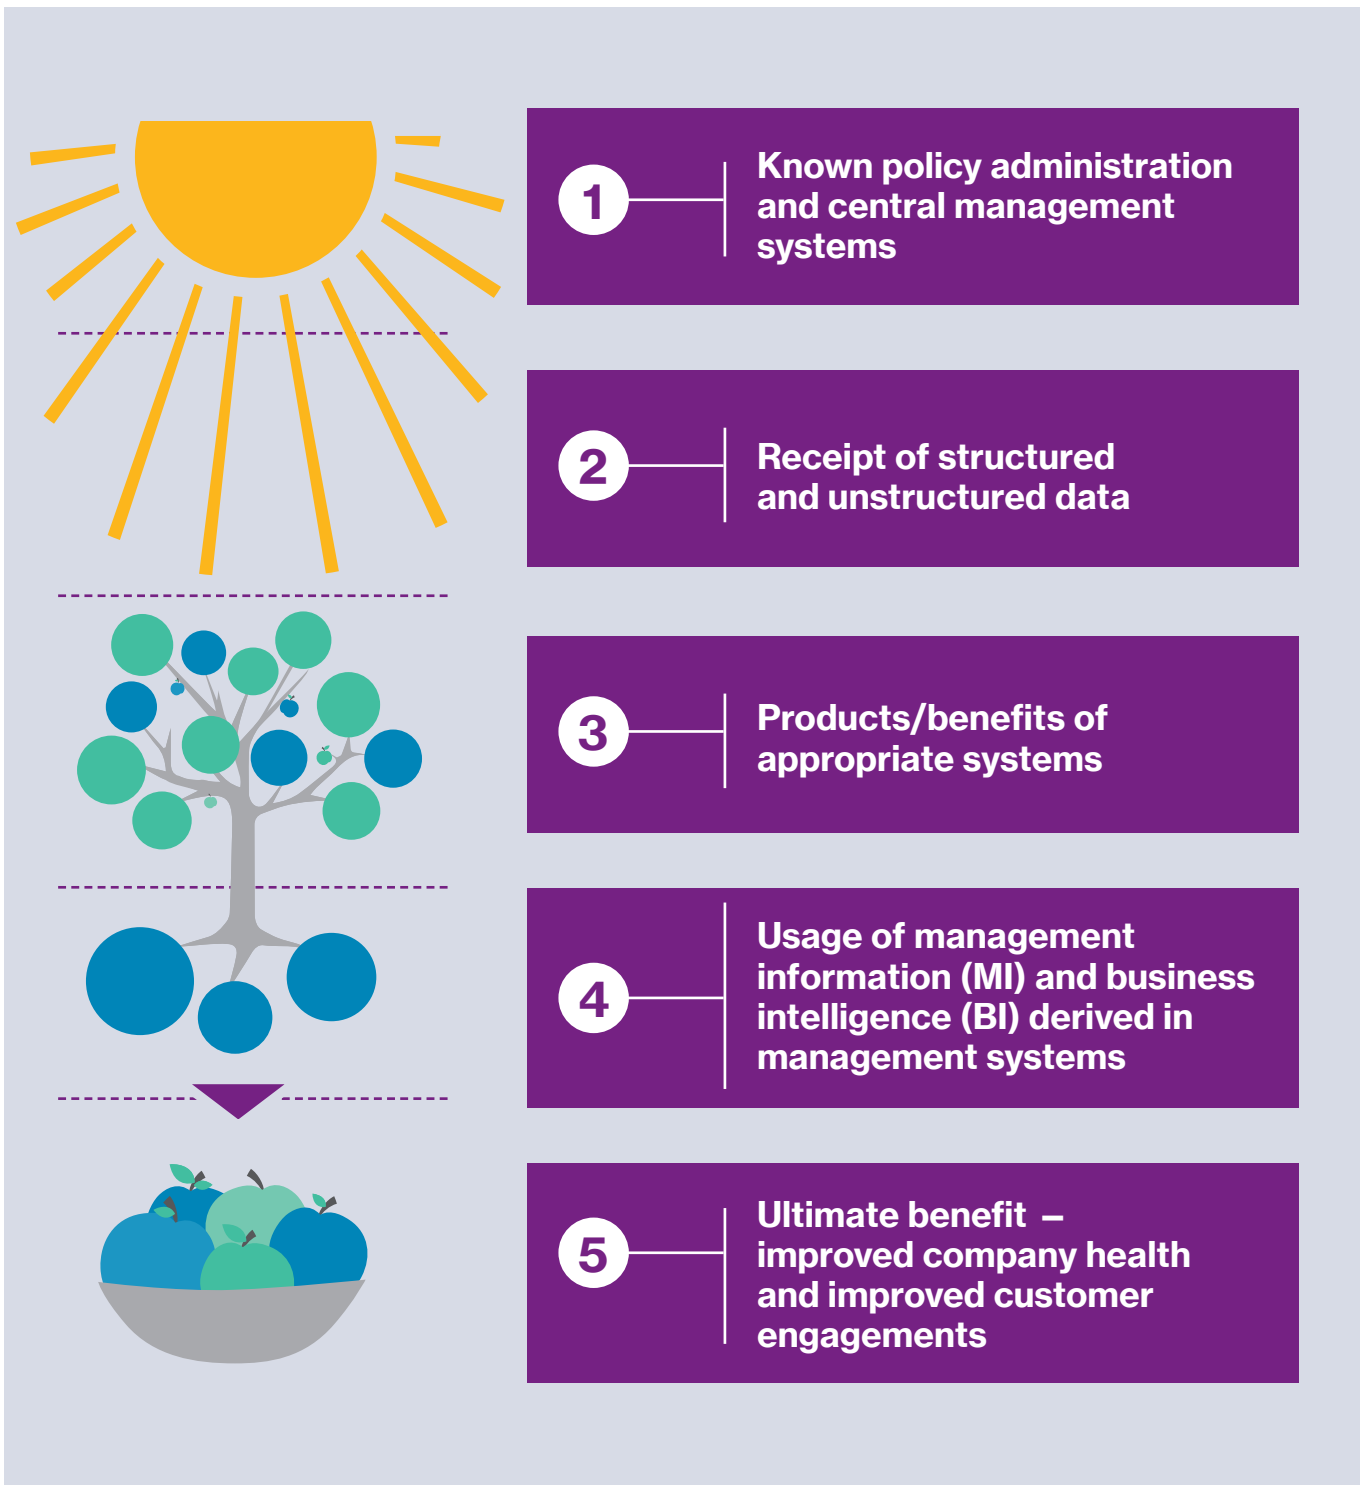 1
Known policy administration
and central management
systems
2
Receipt of structured
and unstructured data
3
Products/benefits of
appropriate systems
4
Usage of management
information (MI) and business
intelligence (BI) derived in
management systems
5
Ultimate benefit –
improved company health
and improved customer
engagements